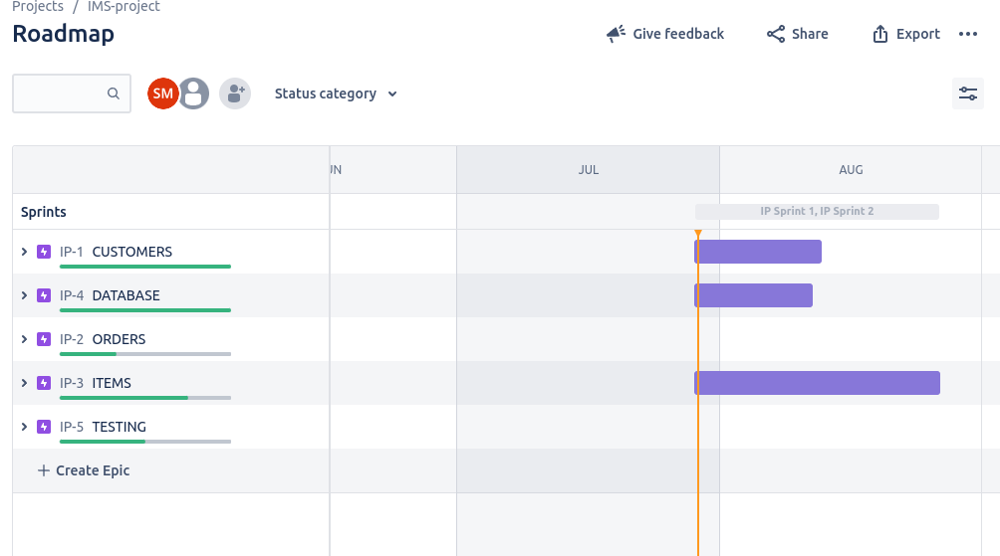 Projects / IMS-project
Roadmap
Give feedback
Share
Export
SM
Status category
JUL
AUG
Sprints
IP Sprint 1, IP Sprint 2
IP-1 CUSTOMERS
IP-4 DATABASE
IP-2 ORDERS
IP-3 ITEMS
IP-5 TESTING
+ Create Epic